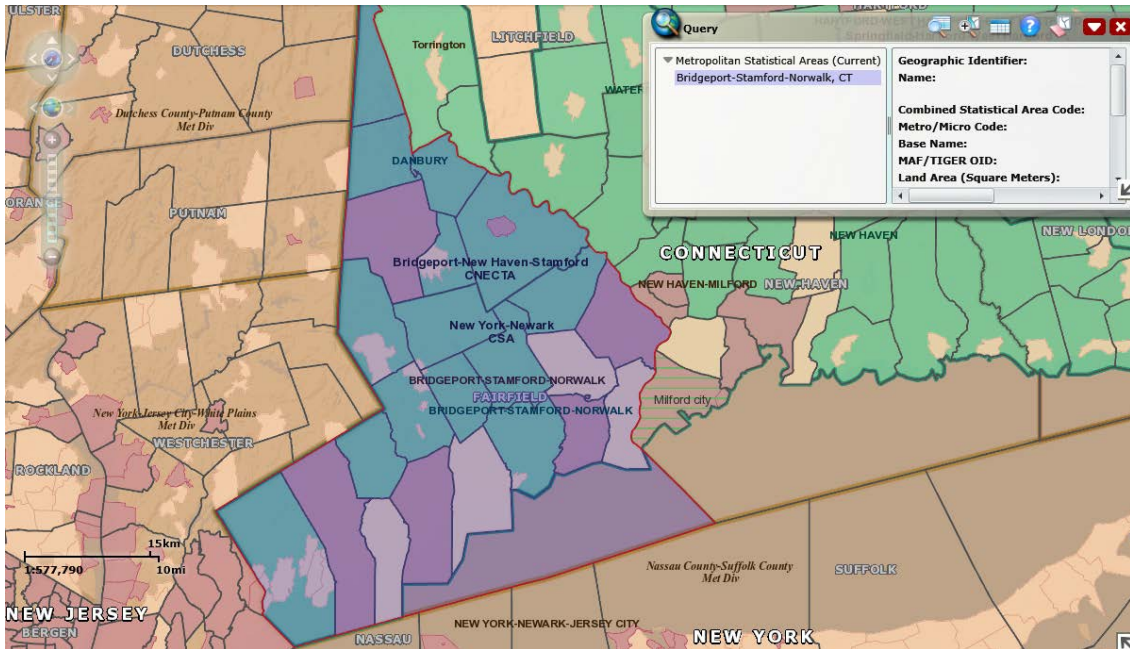 ULSTER
DUTCHESS
Torrington
LITCHFIELD
HARTFORD
Query
Metropolitan Statistical Areas (Current)
Bridgeport-Stamford-Norwalk, CT
Geographic Identifier:
Name:
Combined Statistical Area Code:
Metro/Micro Code:
Base Name:
MAF/TIGER OID:
Land Area (Square Meters):
WATER
Dutchess County-Putnam County
Met Div
DANBURY
ORANGE
PUTNAM
NEW HAVEN
NEW LONDON
CONNECTICUT
Bridgeport-New Haven-Stamford
CNECTA
NEW HAVEN-MILFORD
NEW HAVEN
New York-Newark
CSA
BRIDGEPORT-STAMFORD-NORWALK
FAIRFIELD
Milford city
BRIDGEPORT-STAMFORD-NORWALK
New York-Jersey City-White Plains
Met Div
WESTCHESTER
ROCKLAND
15km
1:577,790
10mi
Nassau County-Suffolk County
Met Div
SUFFOLK
NEW JERSEY
BERGEN
NASSAU
NEW YORK-NEWARK-JERSEY CITY
NEW YORK